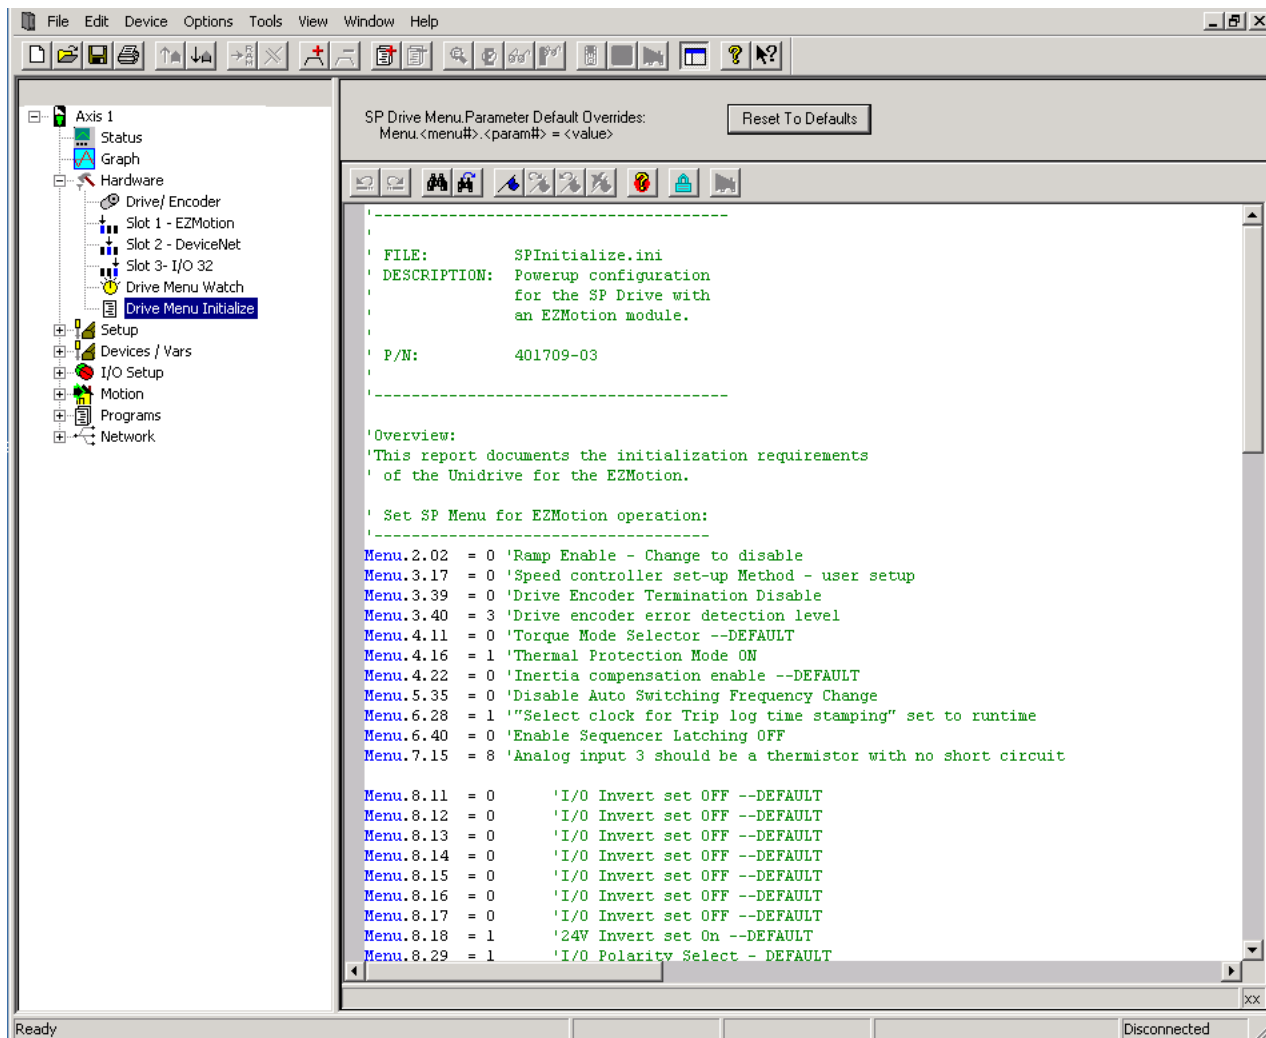 File Edit Device Options Tools View Window Help
Axis 1
Status
Graph
Hardware
Drive/ Encoder
Slot 1 - EZMotion
Slot 2 - DeviceNet
Slot 3- I/O 32
Drive Menu Watch
Drive Menu Initialize
Setup
Devices / Vars
I/O Setup
Motion
Programs
Network
SP Drive Menu.Parameter Default Overrides:
Menu.<menu#>.<param#> = <value>
Reset To Defaults
'--------------------------------------
'
' FILE:         SPInitialize.ini
' DESCRIPTION:  Powerup configuration
'               for the SP Drive with
'               an EZMotion module.
'
' P/N:          401709-03
'
'--------------------------------------
'Overview:
'This report documents the initialization requirements
' of the Unidrive for the EZMotion.
' Set SP Menu for EZMotion operation:
'------------------------------------
Menu.2.02  = 0 'Ramp Enable - Change to disable
Menu.3.17  = 0 'Speed controller set-up Method - user setup
Menu.3.39  = 0 'Drive Encoder Termination Disable
Menu.3.40  = 3 'Drive encoder error detection level
Menu.4.11  = 0 'Torque Mode Selector --DEFAULT
Menu.4.16  = 1 'Thermal Protection Mode ON
Menu.4.22  = 0 'Inertia compensation enable --DEFAULT
Menu.5.35  = 0 'Disable Auto Switching Frequency Change
Menu.6.28  = 1 '"Select clock for Trip log time stamping" set to runtime
Menu.6.40  = 0 'Enable Sequencer Latching OFF
Menu.7.15  = 8 'Analog input 3 should be a thermistor with no short circuit
Menu.8.11  = 0      'I/O Invert set OFF --DEFAULT
Menu.8.12  = 0      'I/O Invert set OFF --DEFAULT
Menu.8.13  = 0      'I/O Invert set OFF --DEFAULT
Menu.8.14  = 0      'I/O Invert set OFF --DEFAULT
Menu.8.15  = 0      'I/O Invert set OFF --DEFAULT
Menu.8.16  = 0      'I/O Invert set OFF --DEFAULT
Menu.8.17  = 0      'I/O Invert set OFF --DEFAULT
Menu.8.18  = 1      '24V Invert set On --DEFAULT
Menu.8.29  = 1      'I/O Polarity Select - DEFAULT
xx
Ready
Disconnected